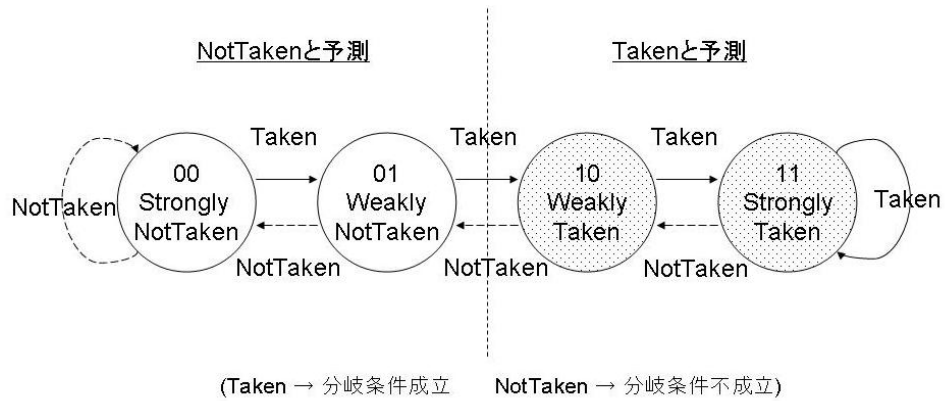 NotTakenと予測
Takenと予測
Taken
Taken
Taken
00
Strongly
NotTaken
01
Weakly
NotTaken
10
Weakly
Taken
11
Strongly
Taken
NotTaken
Taken
NotTaken
NotTaken
NotTaken
(Taken → 分岐条件成立 NotTaken → 分岐条件不成立)